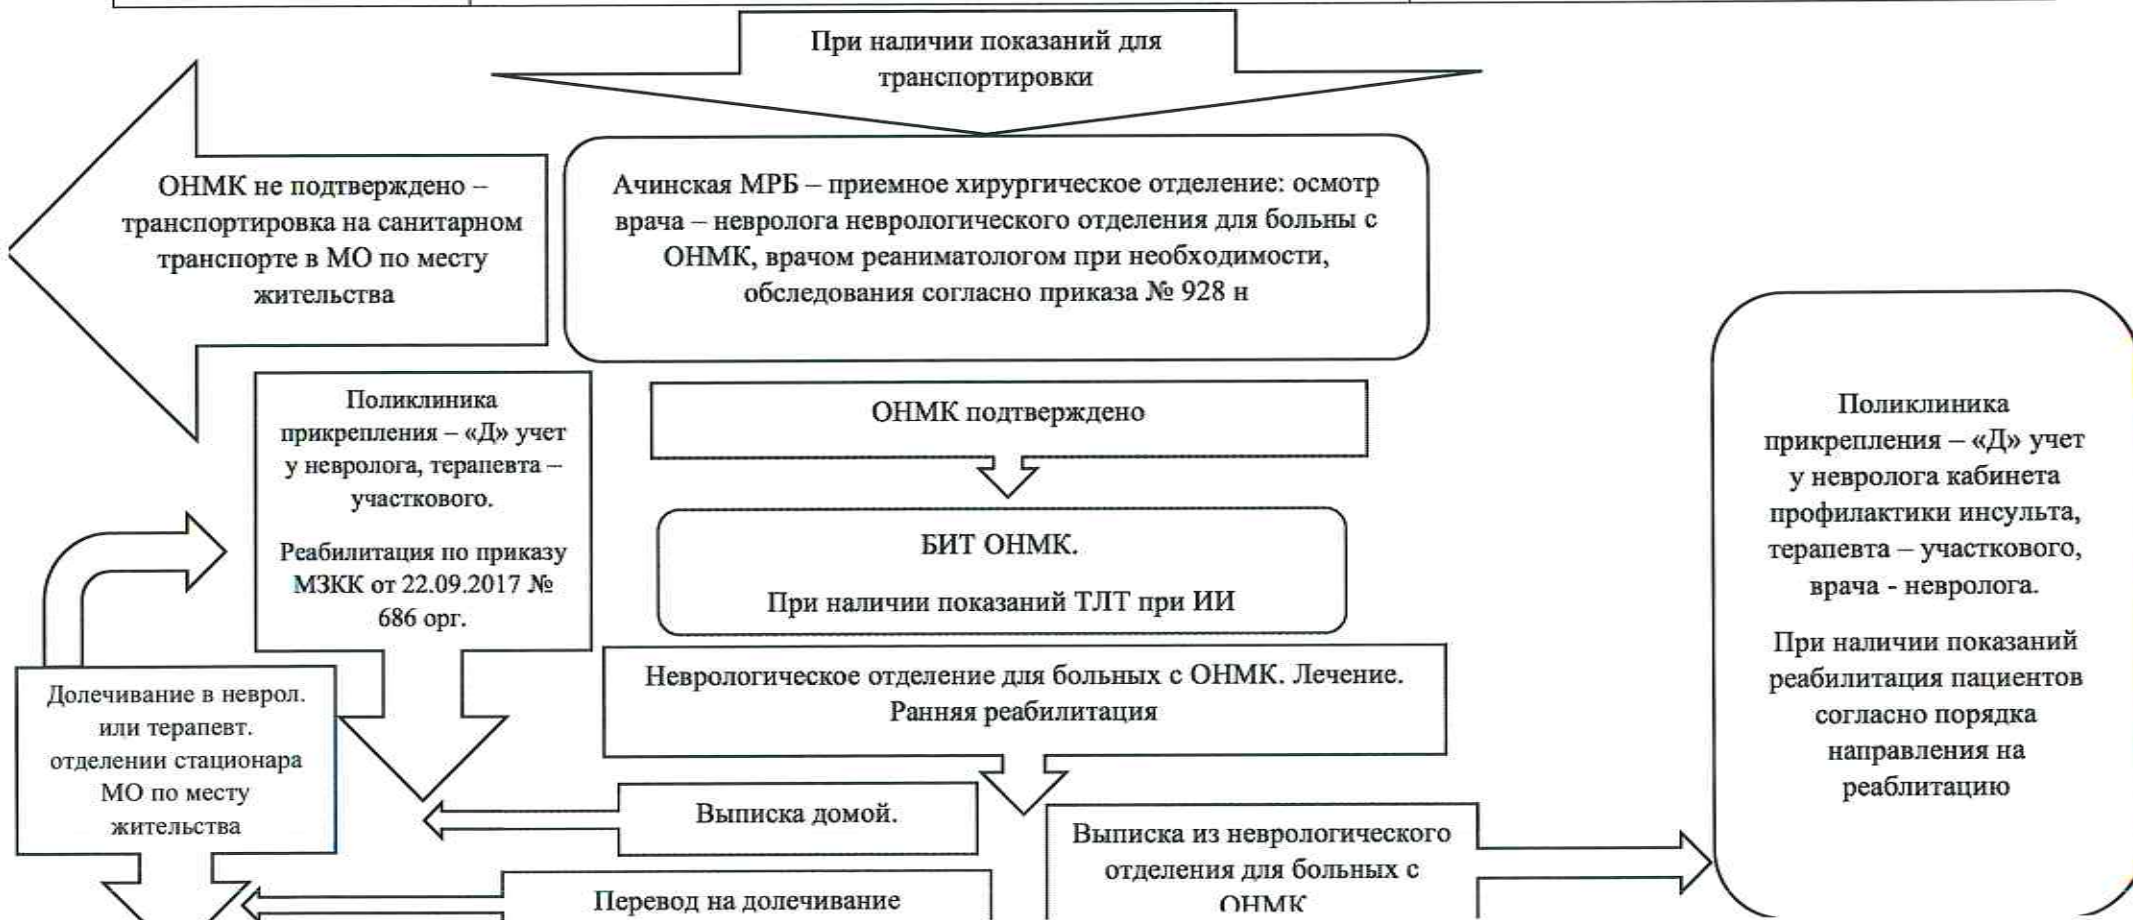 При наличии показаний для
транспортировки
ОНМК не подтверждено –
транспортировка на санитарном
транспорте в МО по месту
жительства
Ачинская МРБ – приемное хирургическое отделение: осмотр
врача – невролога неврологического отделения для больны с
ОНМК, врачом реаниматологом при необходимости,
обследования согласно приказа № 928 н
Поликлиника
прикрепления – «Д» учет
у невролога, терапевта –
участкового.
Реабилитация по приказу
МЗКК от 22.09.2017 №
686 орг.
ОНМК подтверждено
БИТ ОНМК.
При наличии показаний ТЛТ при ИИ
Неврологическое отделение для больных с ОНМК. Лечение.
Ранняя реабилитация
Долечивание в неврол.
или терапевт.
отделении стационара
МО по месту
жительства
Выписка домой.
Перевод на долечивание
Выписка из неврологического
отделения для больных с
ОНМК
Поликлиника
прикрепления – «Д» учет
у невролога кабинета
профилактики инсульта,
терапевта – участкового,
врача - невролога.
При наличии показаний
реабилитация пациентов
согласно порядка
направления на
реаблитацию